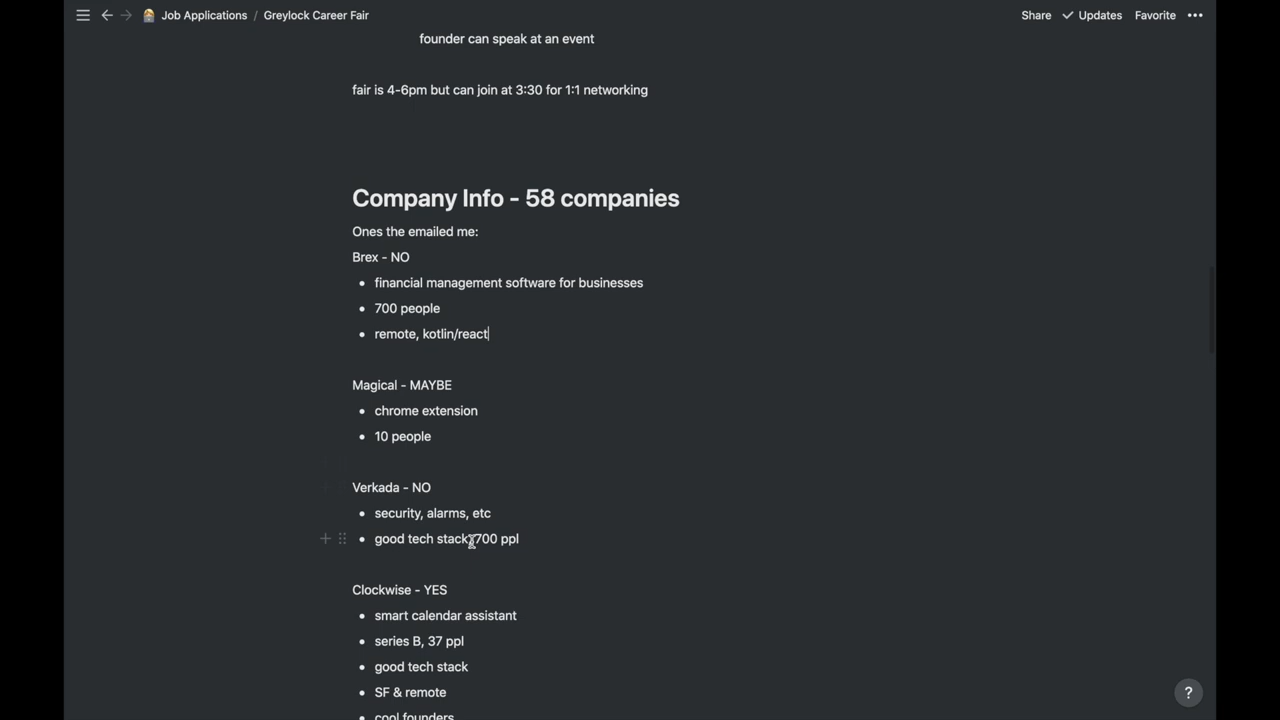 Job Applications / Greylock Career Fair
Share Updates Favorite
founder can speak at an event
fair is 4-6pm but can join at 3:30 for 1:1 networking
Company Info - 58 companies
Ones the emailed me:
Brex - NO
financial management software for businesses
700 people
remote, kotlin/react
Magical - MAYBE
chrome extension
10 people
Verkada - NO
security, alarms, etc
good tech stack, 700 ppl
Clockwise - YES
smart calendar assistant
series B, 37 ppl
good tech stack
SF & remote
cool founders
?